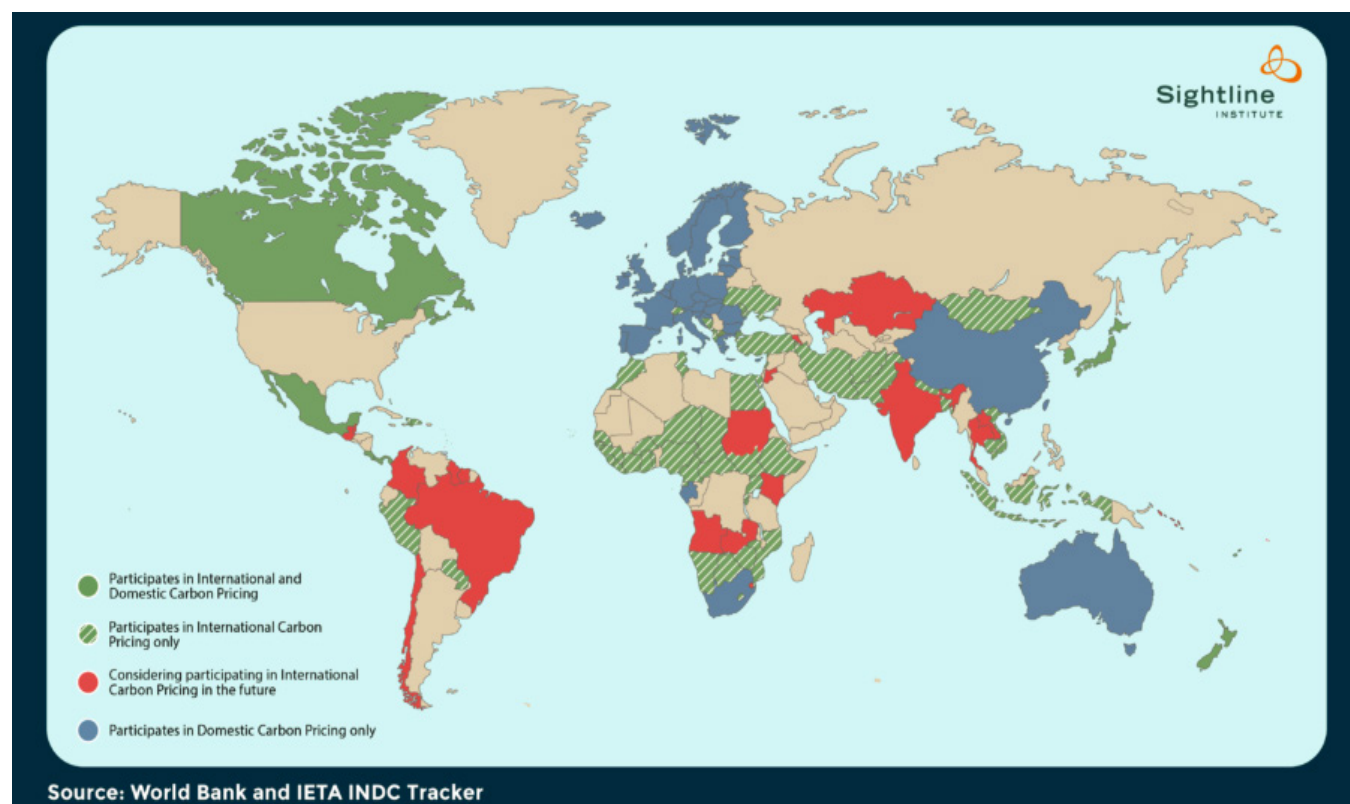 Sightline
INSTITUTE
Participates in International and
Domestic Carbon Pricing
Participates in International Carbon
Pricing only
Considering participating in International
Carbon Pricing in the future
Participates in Domestic Carbon Pricing only
Source: World Bank and IETA INDC Tracker